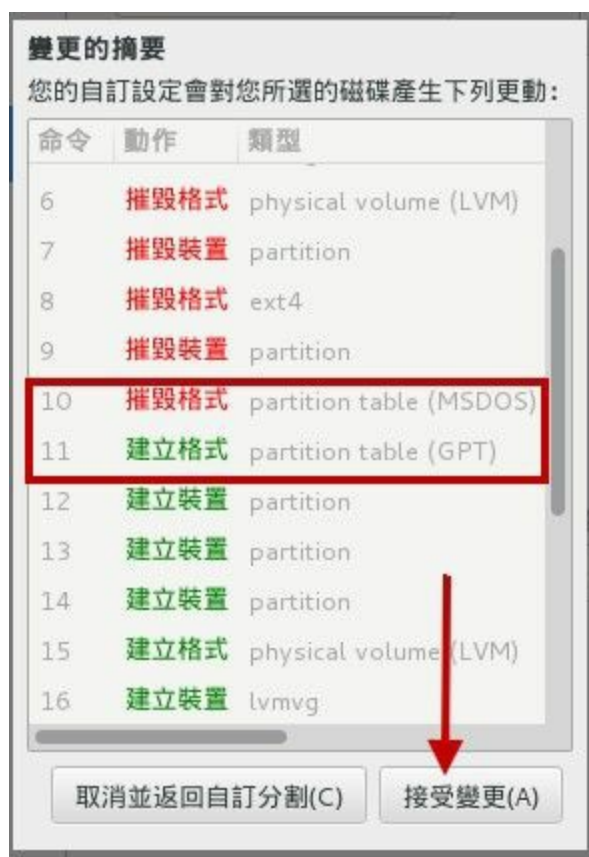 變更的摘要
您的自訂設定會對您所選的磁碟產生下列更動：
命令 動作 類型
6 摧毀格式 physical volume (LVM)
7 摧毀裝置 partition
8 摧毀格式 ext4
9 摧毀裝置 partition
10 摧毀格式 partition table (MSDOS)
11 建立格式 partition table (GPT)
12 建立裝置 partition
13 建立裝置 partition
14 建立裝置 partition
15 建立格式 physical volume (LVM)
16 建立裝置 lvmvg
取消並返回自訂分割(C) 接受變更(A)